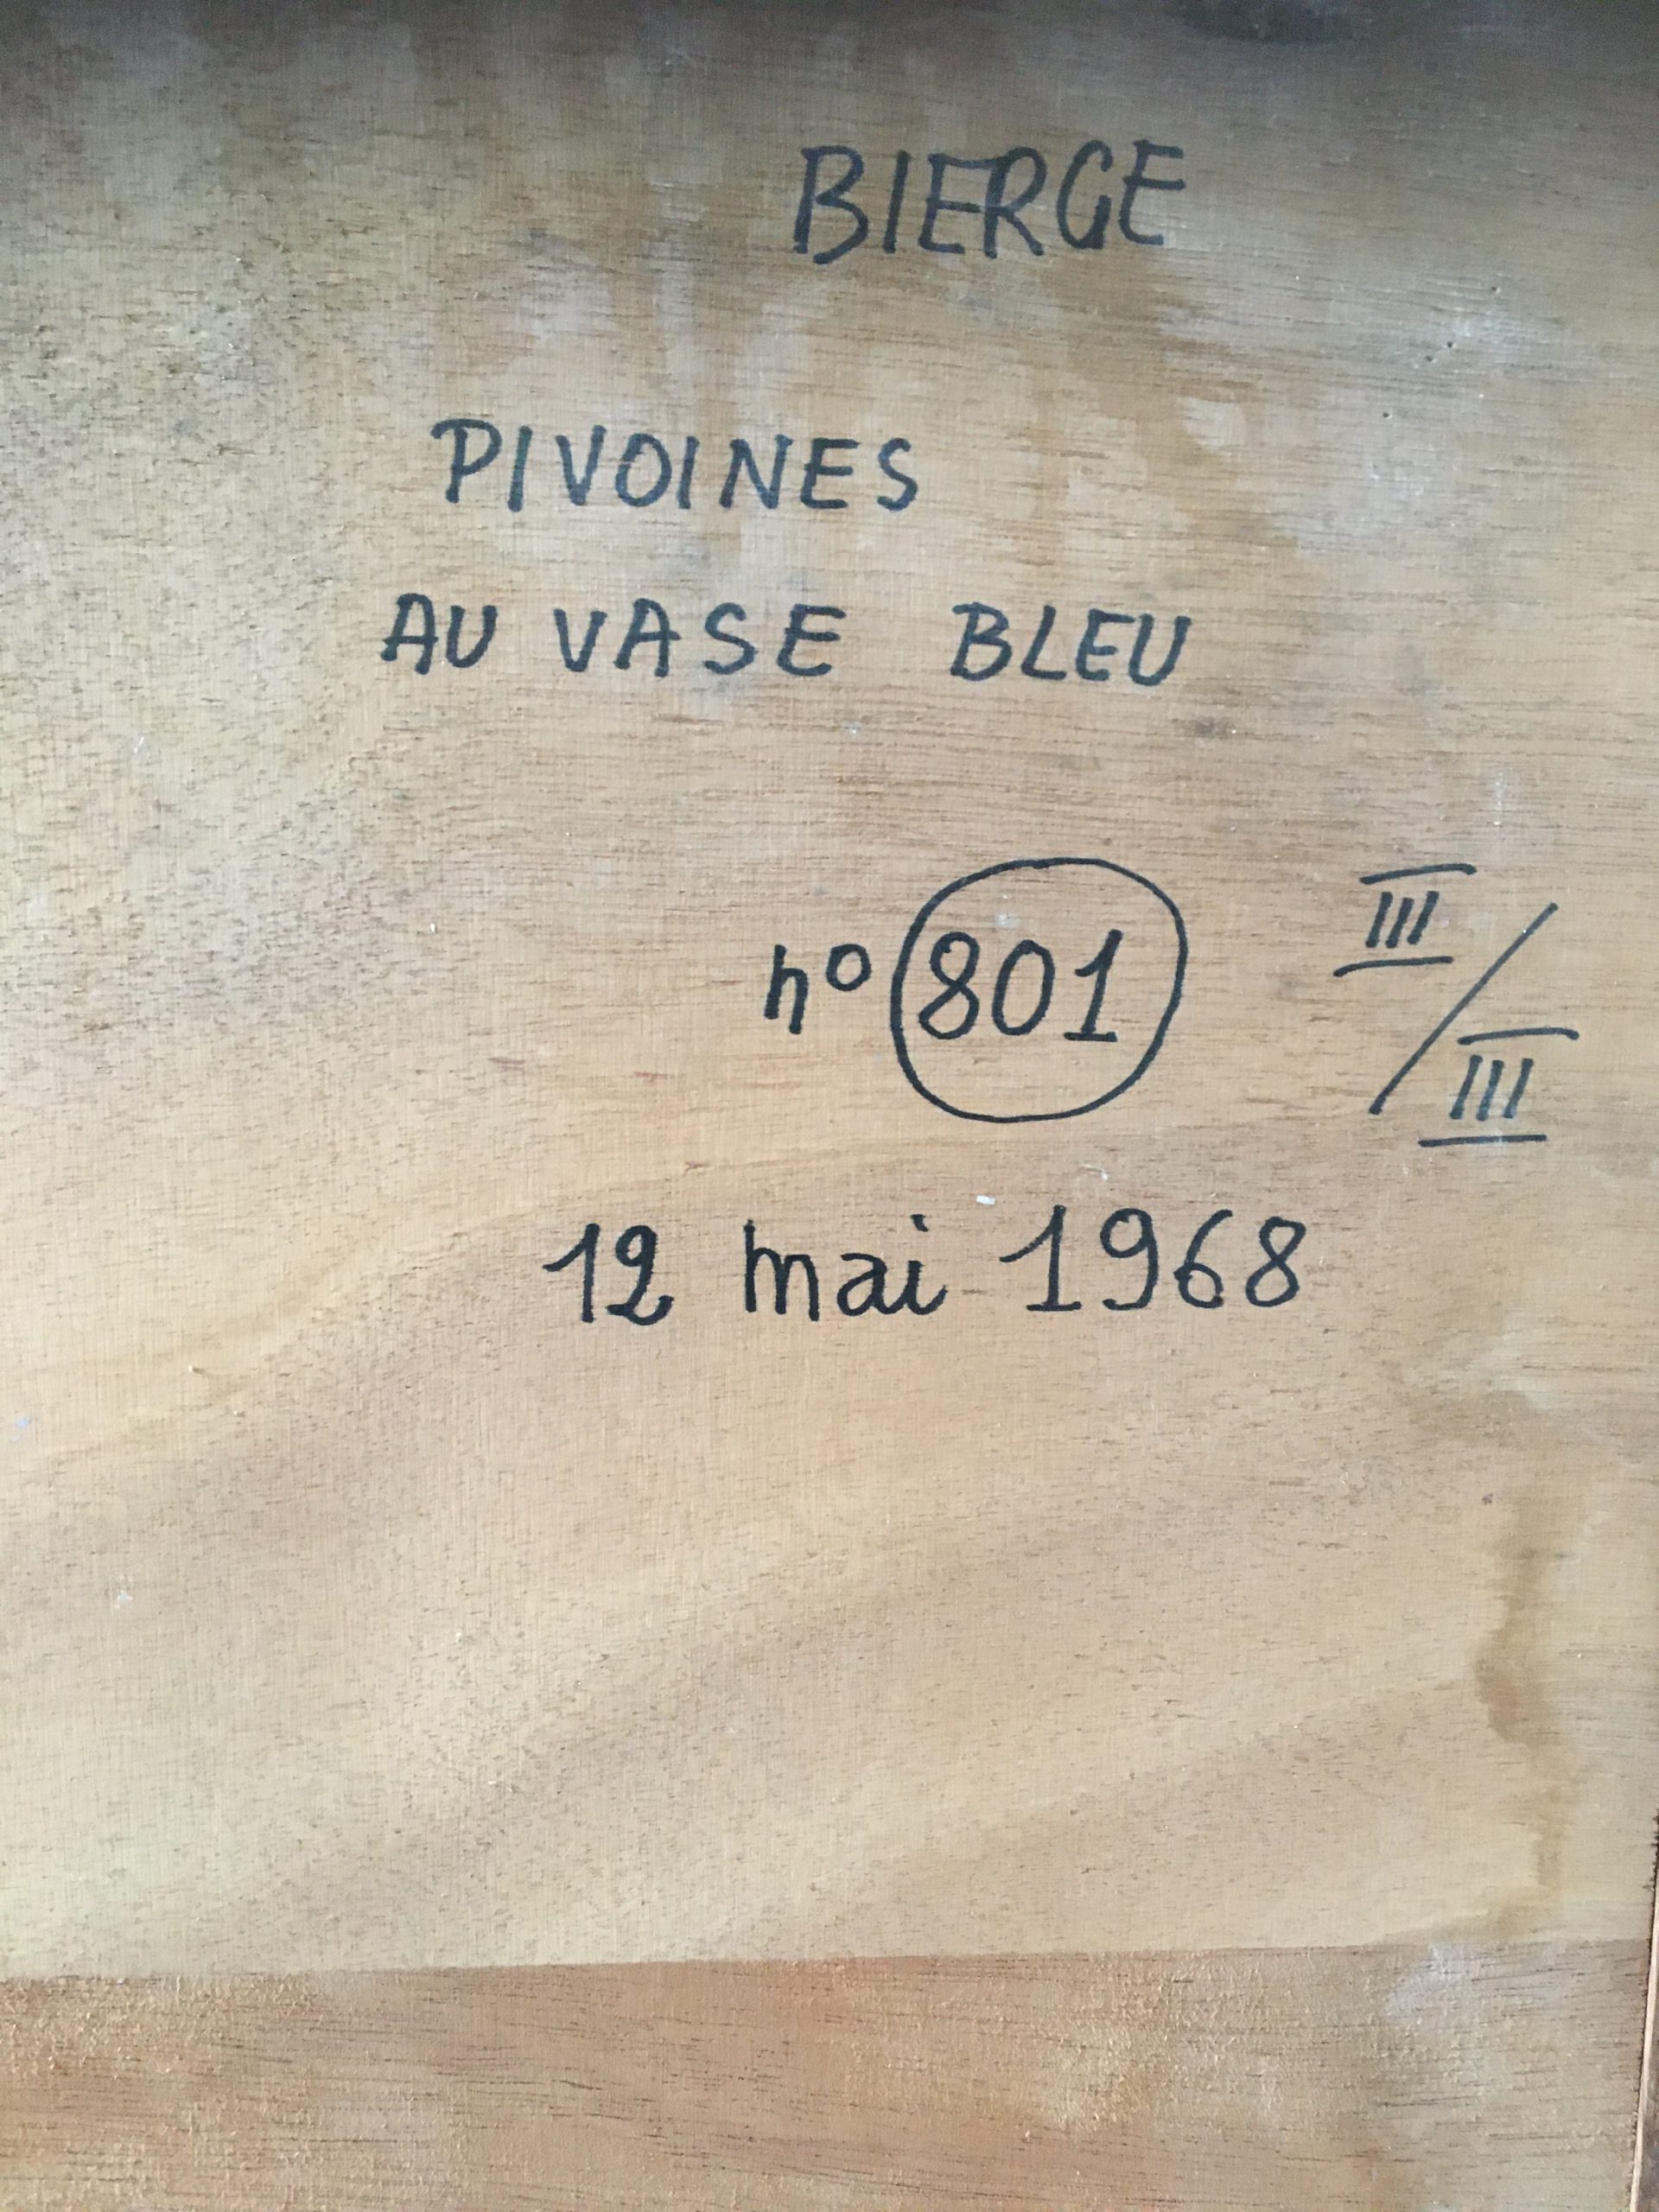 BIERGE
PIVOINES
AU VASE BLEU
n° 801 III/III
12 mai 1968